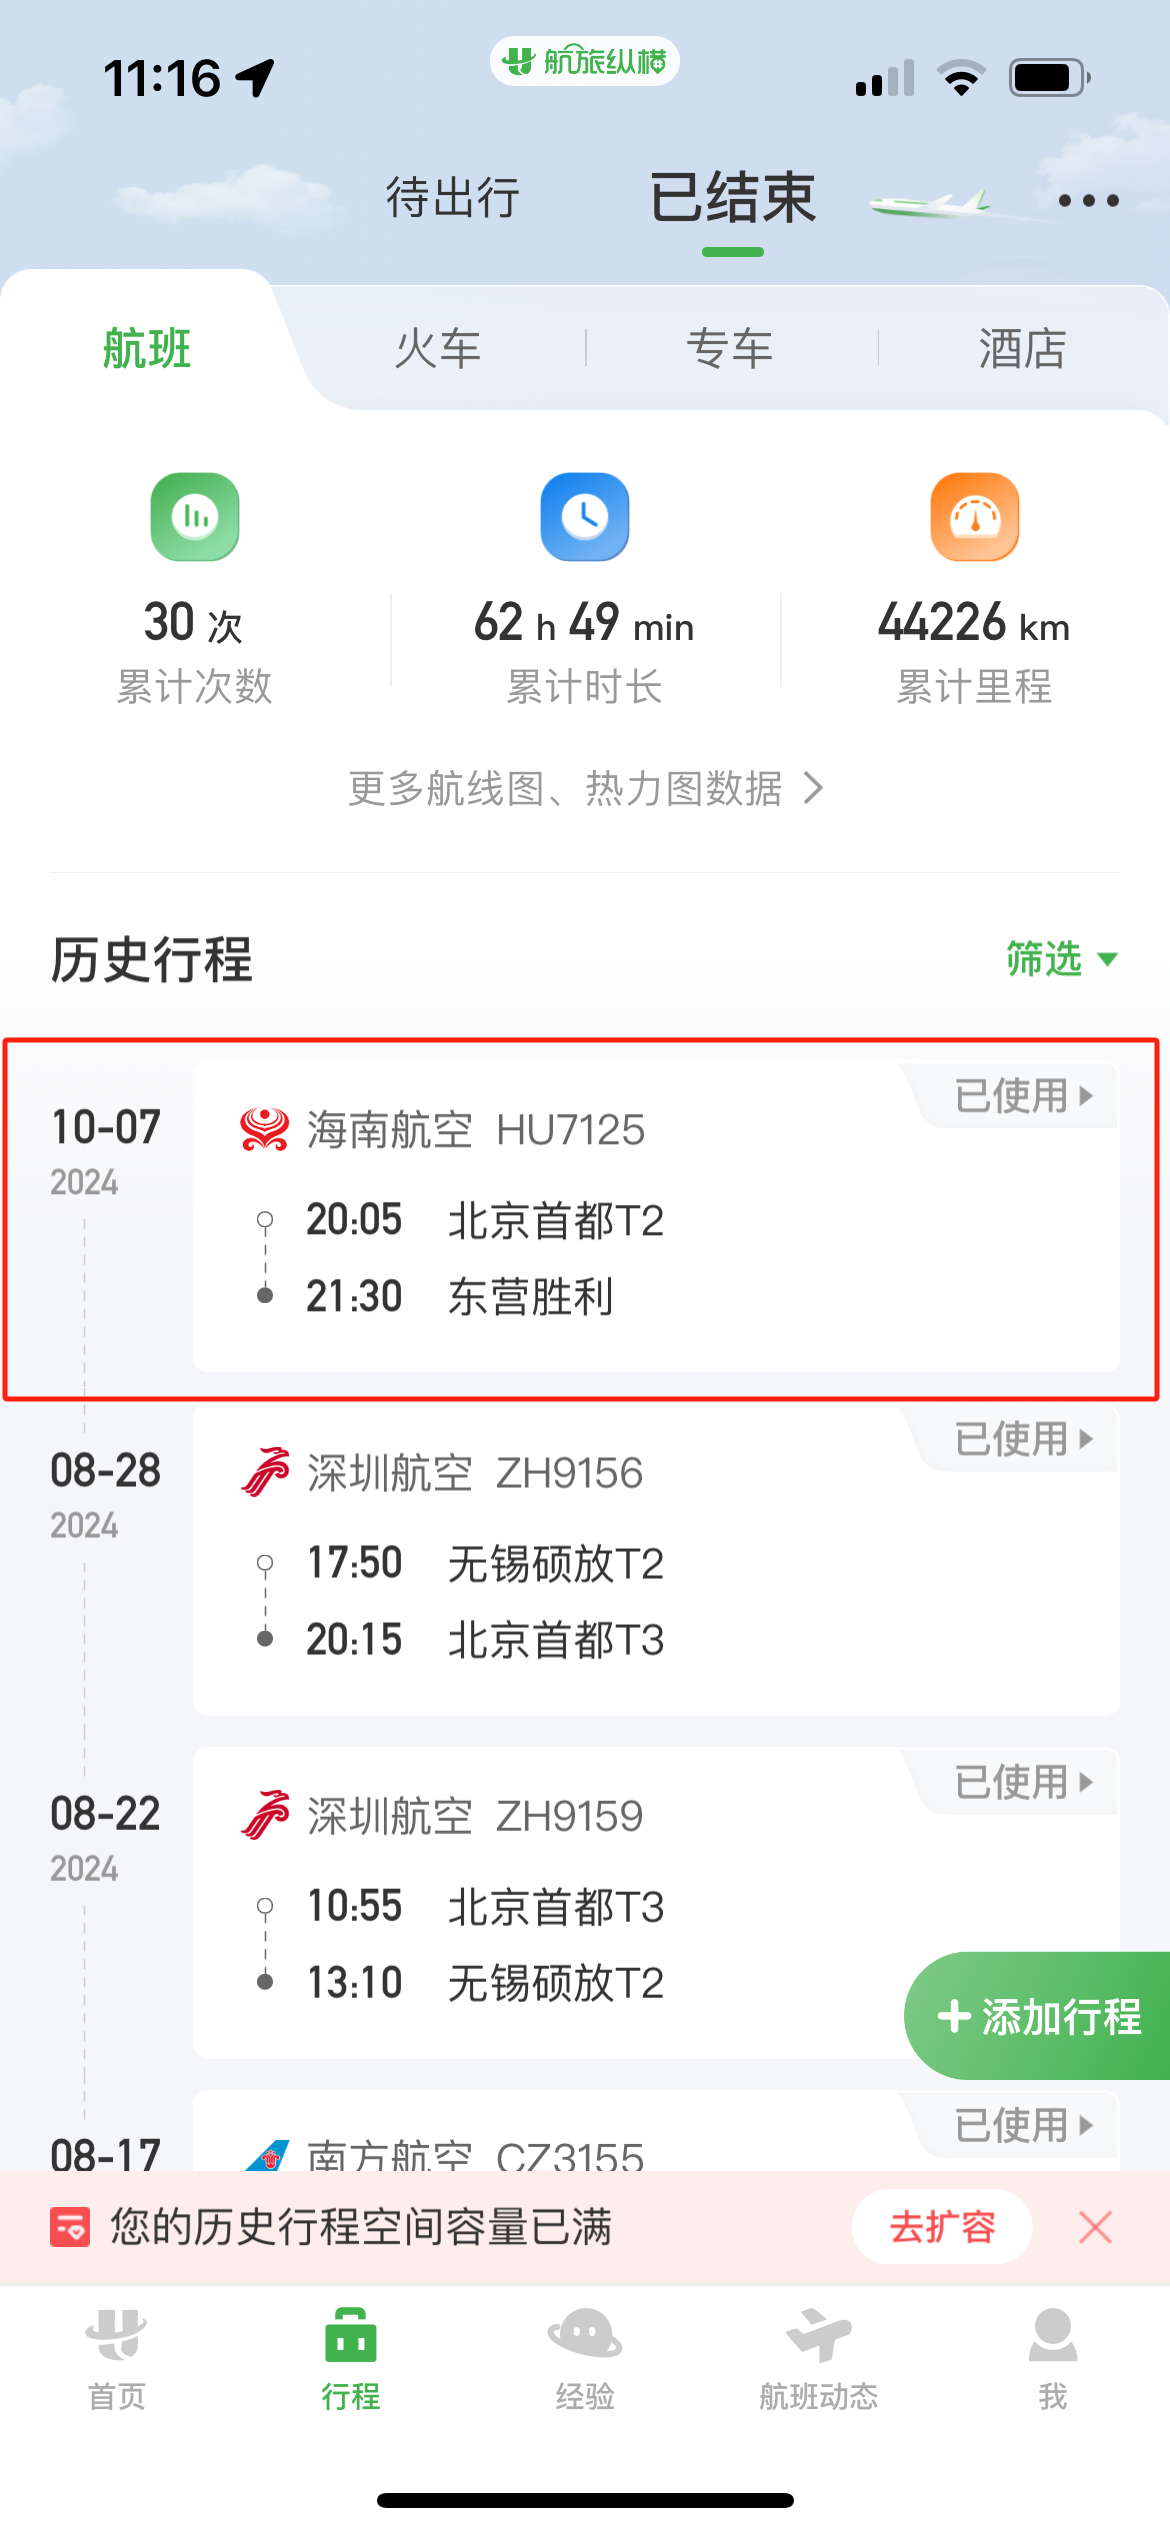 11:16
航旅纵横
待出行 已结束
航班 火车 专车 酒店
30 次 62 h 49 min 44226 km
累计次数 累计时长 累计里程
更多航线图、热力图数据
历史行程 筛选
已使用
10-07 海南航空 HU7125
2024
20:05 北京首都T2
21:30 东营胜利
已使用
08-28 深圳航空 ZH9156
2024
17:50 无锡硕放T2
20:15 北京首都T3
已使用
08-22 深圳航空 ZH9159
2024
10:55 北京首都T3
13:10 无锡硕放T2
添加行程
已使用
08-17 南方航空 CZ3155
您的历史行程空间容量已满 去扩容
首页 行程 经验 航班动态 我